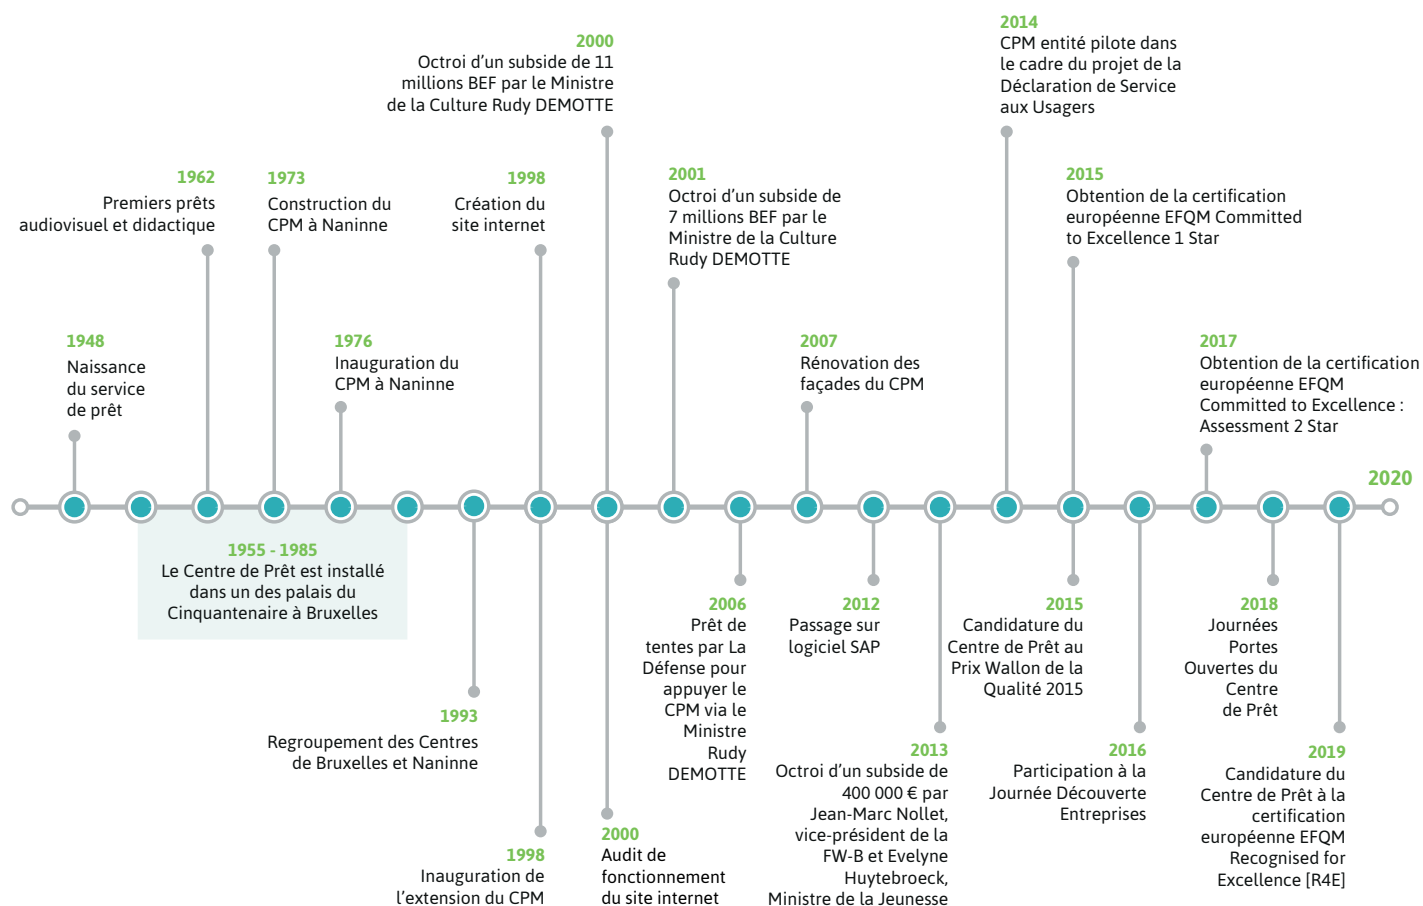 2014
CPM entité pilote dans
le cadre du projet de la
Déclaration de Service
aux Usagers
2000
Octroi d’un subside de 11
millions BEF par le Ministre
de la Culture Rudy DEMOTTE
1962
Premiers prêts
audiovisuel et didactique
1973
Construction du
CPM à Naninne
1998
Création du
site internet
2001
Octroi d’un subside de
7 millions BEF par le
Ministre de la Culture
Rudy DEMOTTE
2015
Obtention de la certification
européenne EFQM Committed
to Excellence 1 Star
1948
Naissance
du service
de prêt
1976
Inauguration du
CPM à Naninne
2007
Rénovation des
façades du CPM
2017
Obtention de la certification
européenne EFQM
Committed to Excellence :
Assessment 2 Star
2020
1955 - 1985
Le Centre de Prêt est installé
dans un des palais du
Cinquantenaire à Bruxelles
1993
Regroupement des Centres
de Bruxelles et Naninne
1998
Inauguration de
l’extension du CPM
2000
Audit de
fonctionnement
du site internet
2006
Prêt de
tentes par La
Défense pour
appuyer le
CPM via le
Ministre
Rudy
DEMOTTE
2012
Passage sur
logiciel SAP
2013
Octroi d’un subside de
400 000 € par
Jean-Marc Nollet,
vice-président de la
FW-B et Evelyne
Huytebroeck,
Ministre de la Jeunesse
2015
Candidature du
Centre de Prêt au
Prix Wallon de la
Qualité 2015
2016
Participation à la
Journée Découverte
Entreprises
2018
Journées
Portes
Ouvertes du
Centre
de Prêt
2019
Candidature du
Centre de Prêt à la
certification
européenne EFQM
Recognised for
Excellence [R4E]